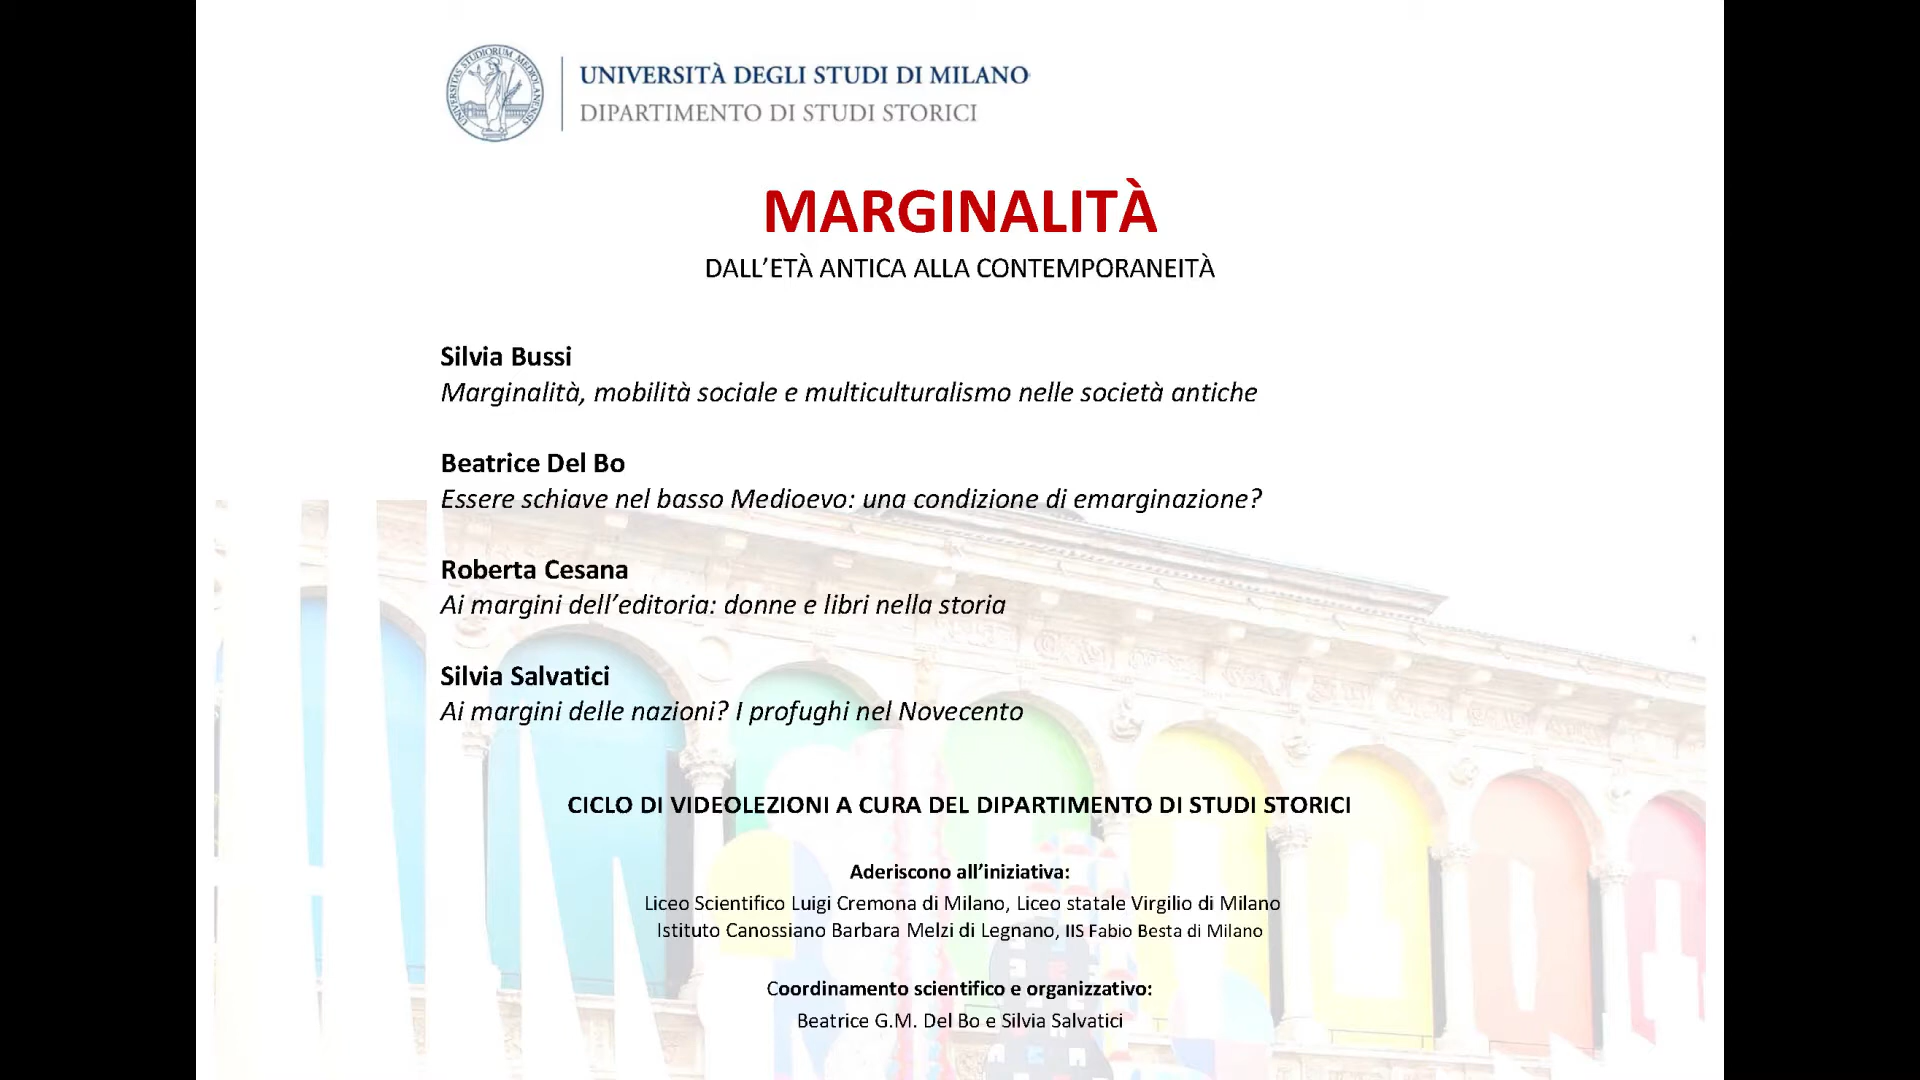 UNIVERSITAS STUDIORUM MEDIOLANENSIS
UNIVERSITÀ DEGLI STUDI DI MILANO
DIPARTIMENTO DI STUDI STORICI
MARGINALITÀ
DALL’ETÀ ANTICA ALLA CONTEMPORANEITÀ
Silvia Bussi
Marginalità, mobilità sociale e multiculturalismo nelle società antiche
Beatrice Del Bo
Essere schiave nel basso Medioevo: una condizione di emarginazione?
Roberta Cesana
Ai margini dell’editoria: donne e libri nella storia
Silvia Salvatici
Ai margini delle nazioni? I profughi nel Novecento
CICLO DI VIDEOLEZIONI A CURA DEL DIPARTIMENTO DI STUDI STORICI
Aderiscono all’iniziativa:
Liceo Scientifico Luigi Cremona di Milano, Liceo statale Virgilio di Milano
Istituto Canossiano Barbara Melzi di Legnano, IIS Fabio Besta di Milano
Coordinamento scientifico e organizzativo:
Beatrice G.M. Del Bo e Silvia Salvatici